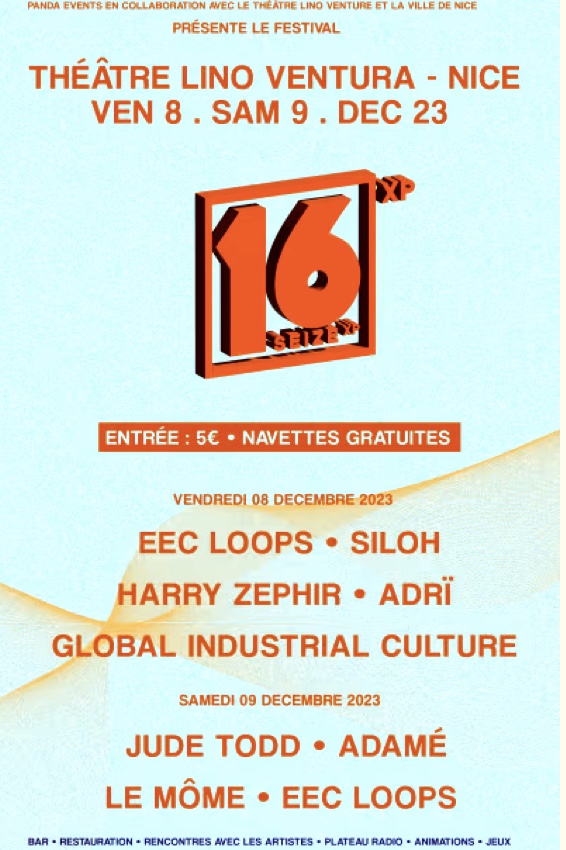 PANDA EVENTS EN COLLABORATION AVEC LE THÉÂTRE LINO VENTURE ET LA VILLE DE NICE
PRÉSENTE LE FESTIVAL
THÉÂTRE LINO VENTURA - NICE
VEN 8 . SAM 9 . DEC 23
XP
16
SEIZE XP
ENTRÉE : 5€ • NAVETTES GRATUITES
VENDREDI 08 DECEMBRE 2023
EEC LOOPS • SILOH
HARRY ZEPHIR • ADRÏ
GLOBAL INDUSTRIAL CULTURE
SAMEDI 09 DECEMBRE 2023
JUDE TODD • ADAMÉ
LE MÔME • EEC LOOPS
BAR • RESTAURATION • RENCONTRES AVEC LES ARTISTES • PLATEAU RADIO • ANIMATIONS • JEUX